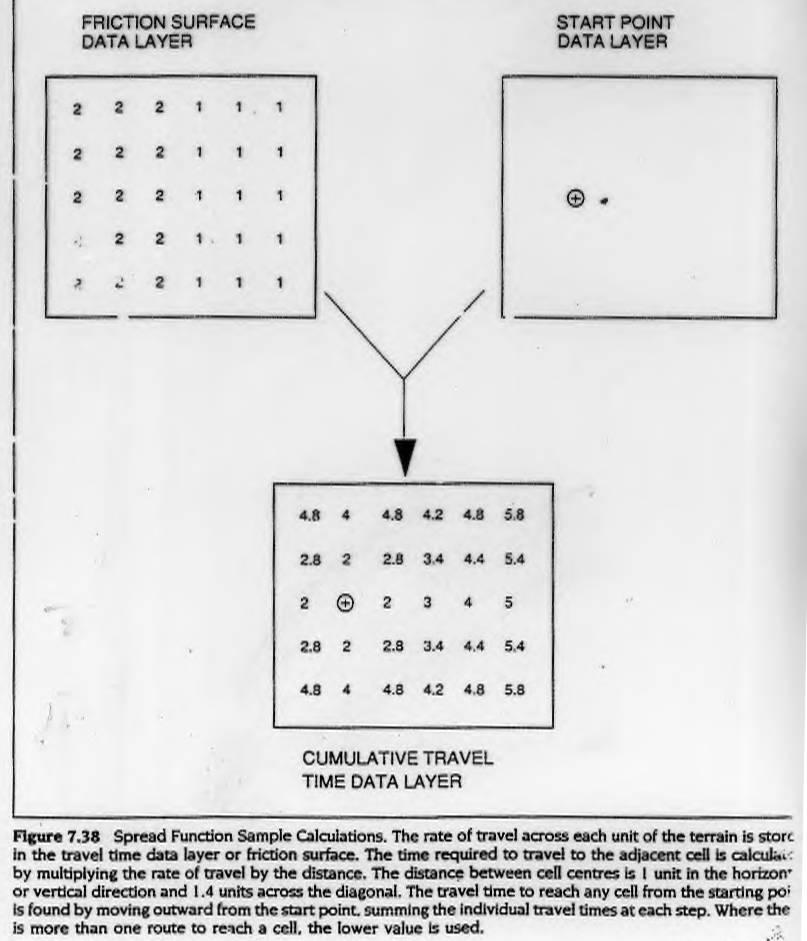 FRICTION SURFACE
DATA LAYER
2 2 2 1 1 1
2 2 2 1 1 1
2 2 2 1 1 1
2 2 1 1 1
2 2 1 1 1
START POINT
DATA LAYER
4.8 4 4.8 4.2 4.8 5.8
2.8 2 2.8 3.4 4.4 5.4
2 2 3 4 5
2.8 2 2.8 3.4 4.4 5.4
4.8 4 4.8 4.2 4.8 5.8
CUMULATIVE TRAVEL
TIME DATA LAYER
Figure 7.38 Spread Function Sample Calculations. The rate of travel across each unit of the terrain is
in the travel time data layer or friction surface. The time required to travel to the adjacent cell is
by multiplying the rate of travel by the distance. The distance between cell centres is 1 unit in the
or vertical direction and 1.4 units across the diagonal. The travel time to reach any cell from the starting
is found by moving outward from the start point, summing the individual travel times at each step. Where the
is more than one route to reach a cell, the lower value is used.